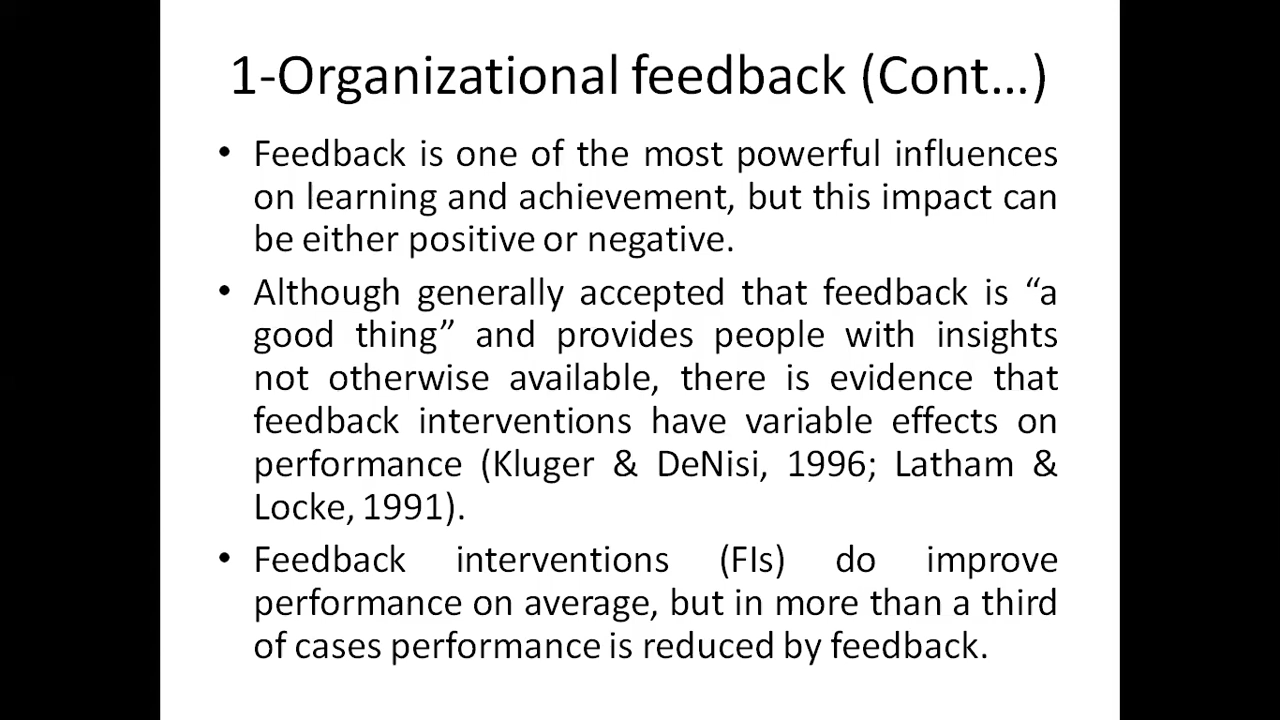 1-Organizational feedback (Cont...)
• Feedback is one of the most powerful influences
on learning and achievement, but this impact can
be either positive or negative.
• Although generally accepted that feedback is “a
good thing” and provides people with insights
not otherwise available, there is evidence that
feedback interventions have variable effects on
performance (Kluger & DeNisi, 1996; Latham &
Locke, 1991).
• Feedback interventions (FIs) do improve
performance on average, but in more than a third
of cases performance is reduced by feedback.